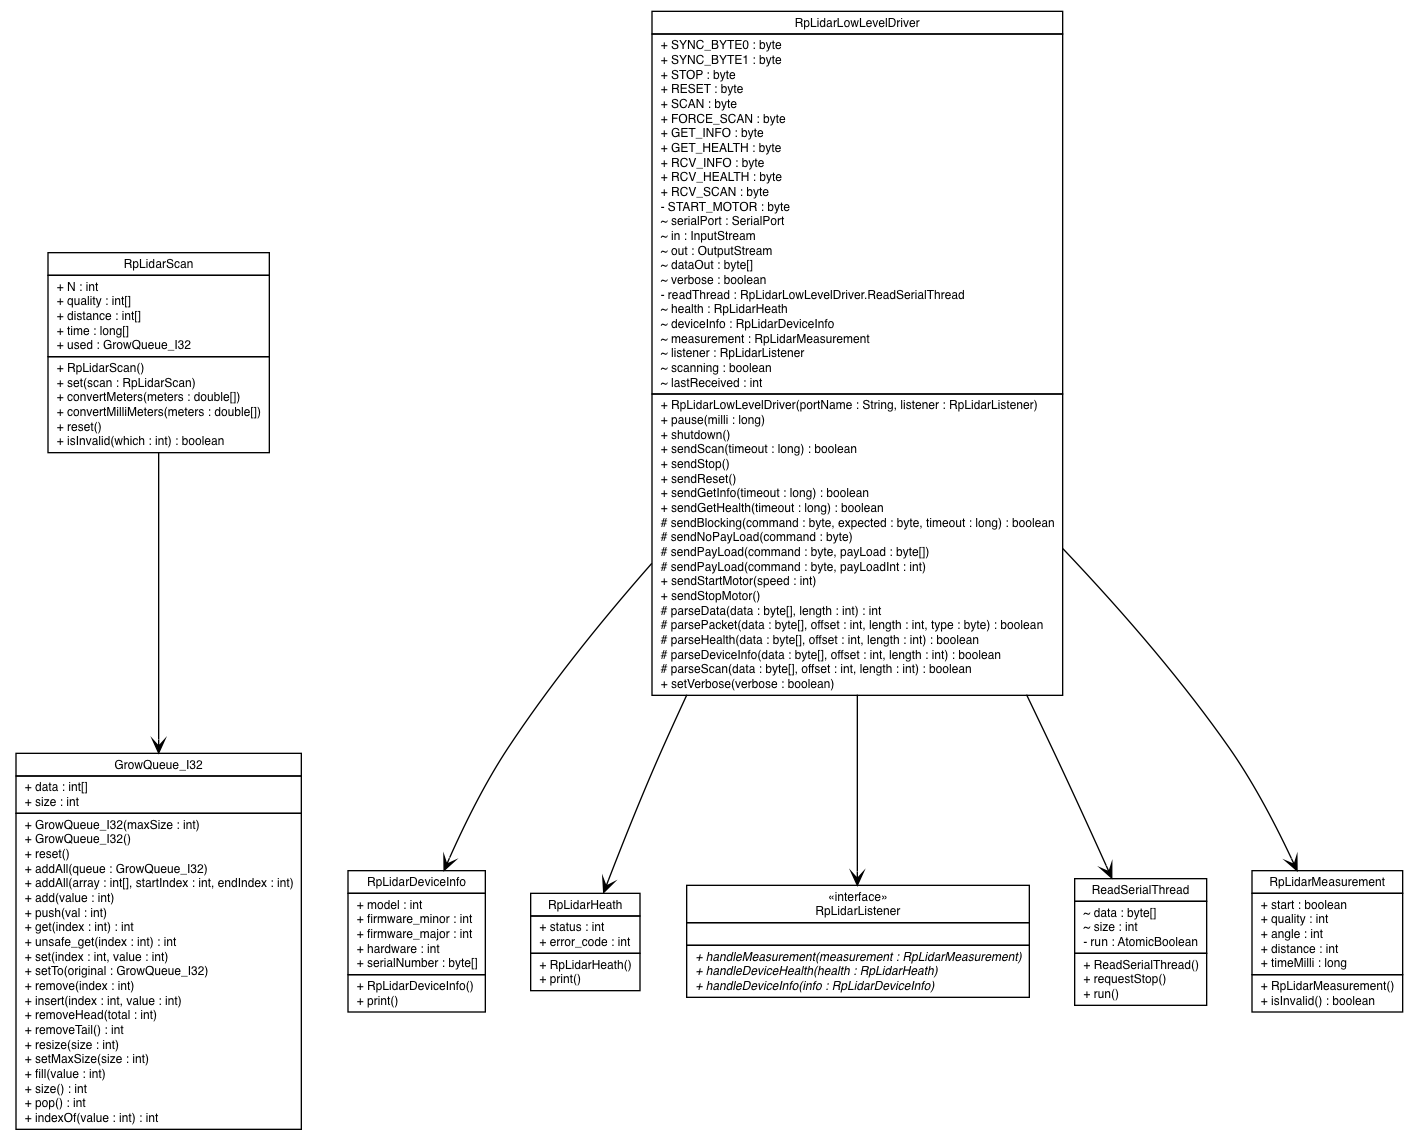 RpLidarLowLevelDriver
+ SYNC_BYTE0 : byte
+ SYNC_BYTE1 : byte
+ STOP : byte
+ RESET : byte
+ SCAN : byte
+ FORCE_SCAN : byte
+ GET_INFO : byte
+ GET_HEALTH : byte
+ RCV_INFO : byte
+ RCV_HEALTH : byte
+ RCV_SCAN : byte
- START_MOTOR : byte
~ serialPort : SerialPort
~ in : InputStream
~ out : OutputStream
~ dataOut : byte[]
~ verbose : boolean
- readThread : RpLidarLowLevelDriver.ReadSerialThread
~ health : RpLidarHeath
~ deviceInfo : RpLidarDeviceInfo
~ measurement : RpLidarMeasurement
~ listener : RpLidarListener
~ scanning : boolean
~ lastReceived : int
+ RpLidarLowLevelDriver(portName : String, listener : RpLidarListener)
+ pause(milli : long)
+ shutdown()
+ sendScan(timeout : long) : boolean
+ sendStop()
+ sendReset()
+ sendGetInfo(timeout : long) : boolean
+ sendGetHealth(timeout : long) : boolean
# sendBlocking(command : byte, expected : byte, timeout : long) : boolean
# sendNoPayLoad(command : byte)
# sendPayLoad(command : byte, payLoad : byte[])
# sendPayLoad(command : byte, payLoadInt : int)
+ sendStartMotor(speed : int)
+ sendStopMotor()
# parseData(data : byte[], length : int) : int
# parsePacket(data : byte[], offset : int, length : int, type : byte) : boolean
# parseHealth(data : byte[], offset : int, length : int) : boolean
# parseDeviceInfo(data : byte[], offset : int, length : int) : boolean
# parseScan(data : byte[], offset : int, length : int) : boolean
+ setVerbose(verbose : boolean)
RpLidarScan
+ N : int
+ quality : int[]
+ distance : int[]
+ time : long[]
+ used : GrowQueue_I32
+ RpLidarScan()
+ set(scan : RpLidarScan)
+ convertMeters(meters : double[])
+ convertMilliMeters(meters : double[])
+ reset()
+ isInvalid(which : int) : boolean
GrowQueue_I32
+ data : int[]
+ size : int
+ GrowQueue_I32(maxSize : int)
+ GrowQueue_I32()
+ reset()
+ addAll(queue : GrowQueue_I32)
+ addAll(array : int[], startIndex : int, endIndex : int)
+ add(value : int)
+ push(val : int)
+ get(index : int) : int
+ unsafe_get(index : int) : int
+ set(index : int, value : int)
+ setTo(original : GrowQueue_I32)
+ remove(index : int)
+ insert(index : int, value : int)
+ removeHead(total : int)
+ removeTail() : int
+ resize(size : int)
+ setMaxSize(size : int)
+ fill(value : int)
+ size() : int
+ pop() : int
+ indexOf(value : int) : int
RpLidarDeviceInfo
+ model : int
+ firmware_minor : int
+ firmware_major : int
+ hardware : int
+ serialNumber : byte[]
+ RpLidarDeviceInfo()
+ print()
RpLidarHeath
+ status : int
+ error_code : int
+ RpLidarHeath()
+ print()
«interface»
RpLidarListener
+ handleMeasurement(measurement : RpLidarMeasurement)
+ handleDeviceHealth(health : RpLidarHeath)
+ handleDeviceInfo(info : RpLidarDeviceInfo)
ReadSerialThread
~ data : byte[]
~ size : int
- run : AtomicBoolean
+ ReadSerialThread()
+ requestStop()
+ run()
RpLidarMeasurement
+ start : boolean
+ quality : int
+ angle : int
+ distance : int
+ timeMilli : long
+ RpLidarMeasurement()
+ isInvalid() : boolean